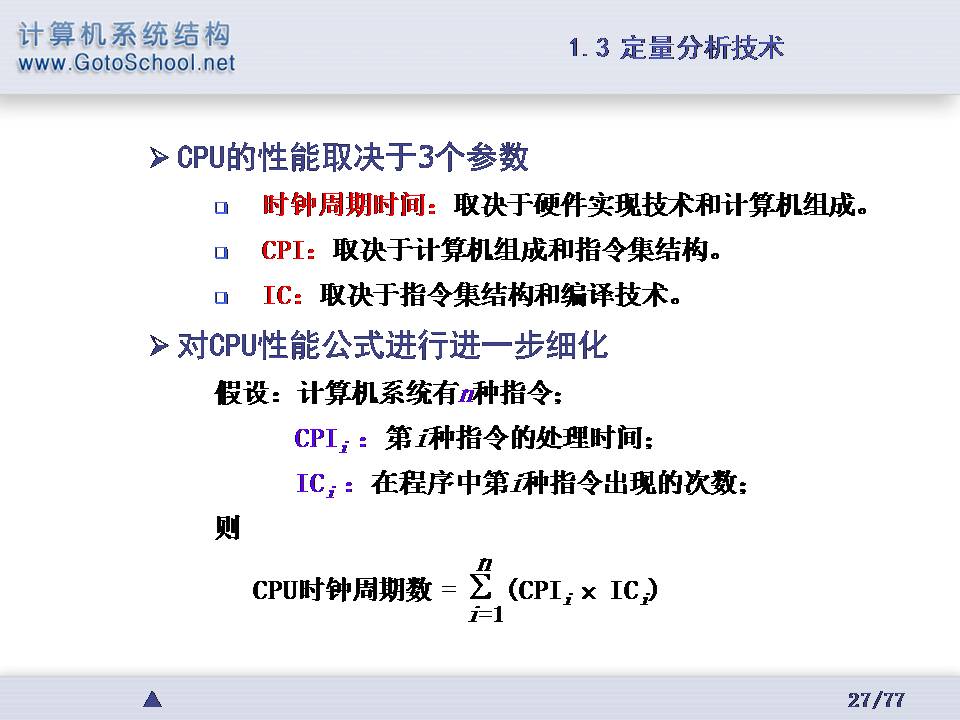 计算机系统结构
www.GotoSchool.net
1.3 定量分析技术
➢ CPU的性能取决于3个参数
❑ 时钟周期时间：取决于硬件实现技术和计算机组成。
❑ CPI：取决于计算机组成和指令集结构。
❑ IC：取决于指令集结构和编译技术。
➢ 对CPU性能公式进行进一步细化
假设：计算机系统有n种指令；
CPIi：第i种指令的处理时间；
ICi：在程序中第i种指令出现的次数；
则
n
CPU时钟周期数 = Σ (CPIi x ICi)
i=1
27/77